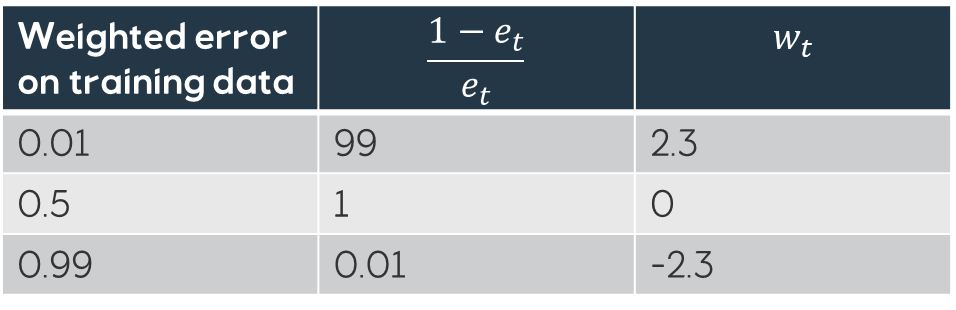 Weighted error on training data | (1 − e_t) / e_t | w_t
0.01 | 99 | 2.3
0.5 | 1 | 0
0.99 | 0.01 | -2.3